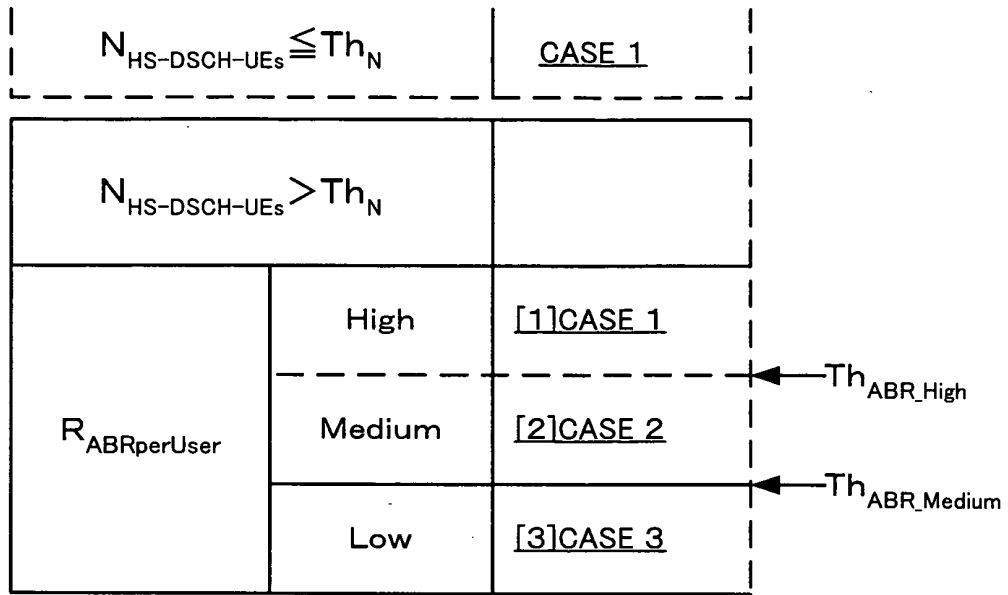 N_HS-DSCH-UEs ≦ Th_N CASE 1
N_HS-DSCH-UEs > Th_N
High [1]CASE 1
Th_ABR_High
R_ABRperUser Medium [2]CASE 2
Th_ABR_Medium
Low [3]CASE 3